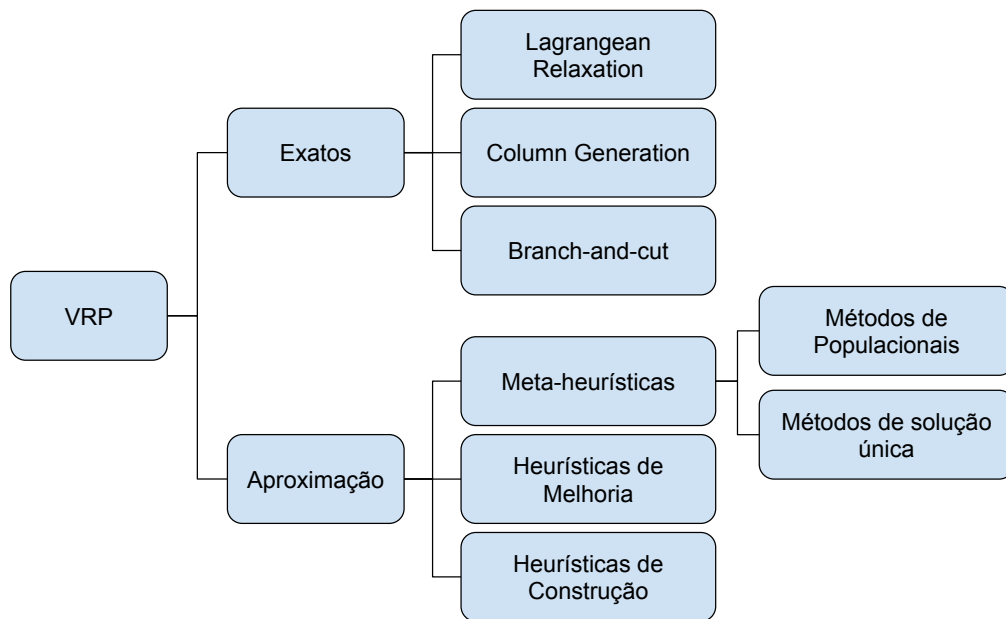 VRP
Exatos
Lagrangean
Relaxation
Column Generation
Branch-and-cut
Aproximação
Meta-heurísticas
Métodos de
Populacionais
Métodos de solução
única
Heurísticas de
Melhoria
Heurísticas de
Construção